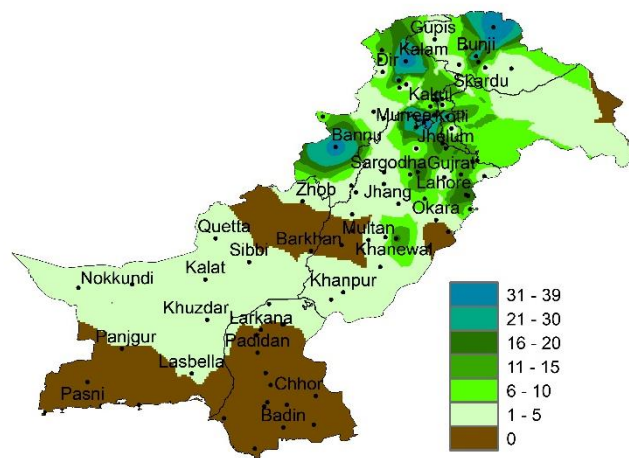 Gupis
Kalam
Bunji
Dir
Skardu
Kakul
Murree
Kotli
Bannu
Jhelum
Sargodha
Gujrat
Zhob
Jhang
Lahore
Okara
Quetta
Multan
Barkhan
Khanewal
Sibbi
Nokkundi
Kalat
Khanpur
Khuzdar
Larkana
Panjgur
Padidan
Lasbella
Pasni
Chhor
Badin
31 - 39
21 - 30
16 - 20
11 - 15
6 - 10
1 - 5
0